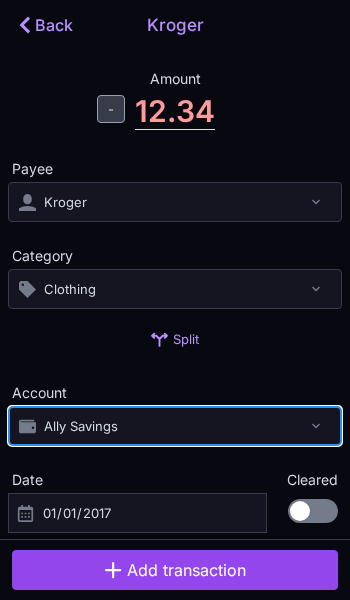 Back
Kroger
Amount
-
12.34
Payee
Kroger
Category
Clothing
Split
Account
Ally Savings
Date
Cleared
01/01/2017
Add transaction